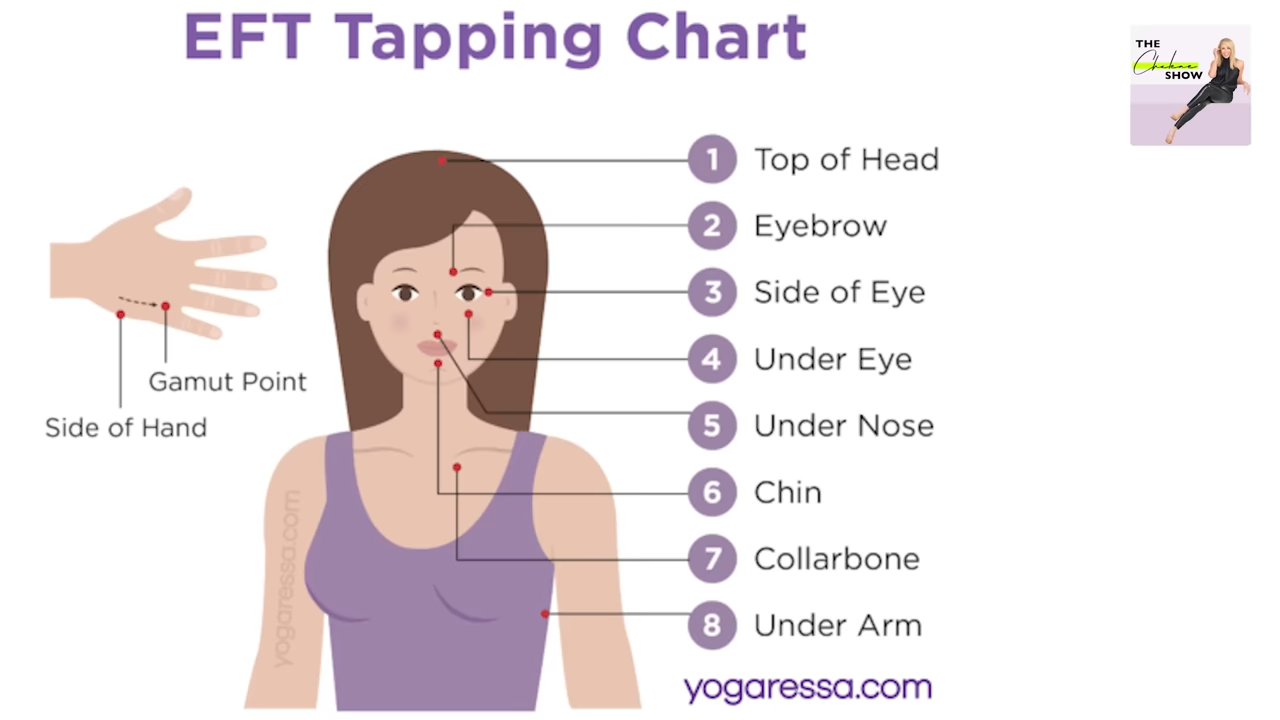 EFT Tapping Chart
THE
Chekne
SHOW
1 Top of Head
2 Eyebrow
3 Side of Eye
4 Under Eye
5 Under Nose
6 Chin
7 Collarbone
8 Under Arm
Gamut Point
Side of Hand
yogaressa.com
yogaressa.com